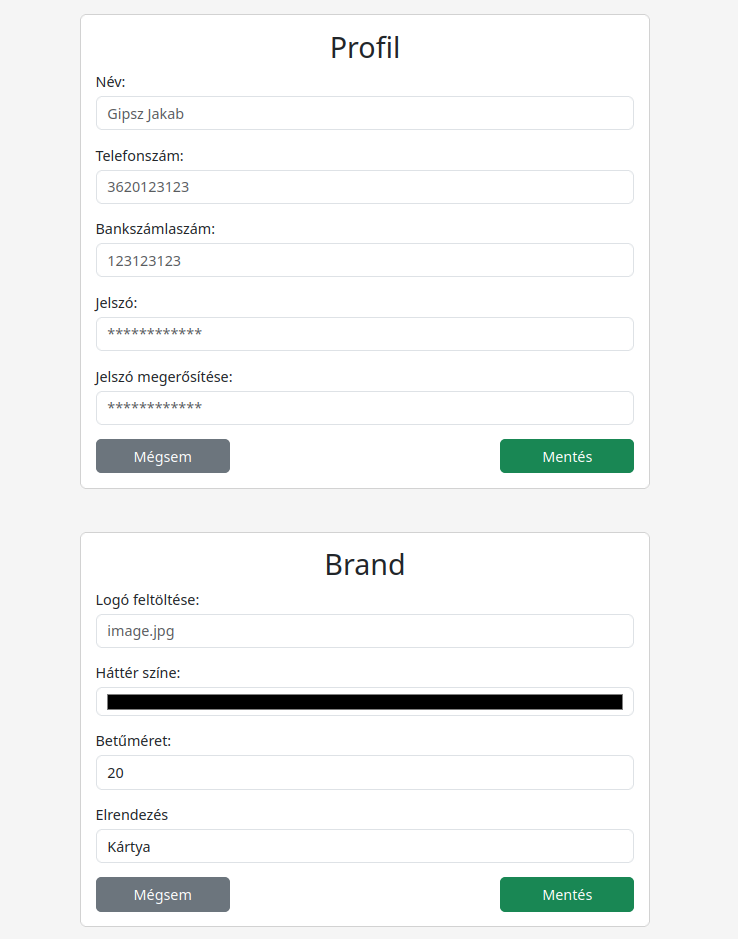 Profil
Név:
Gipsz Jakab
Telefonszám:
3620123123
Bankszámlaszám:
123123123
Jelszó:
************
Jelszó megerősítése:
************
Mégsem Mentés
Brand
Logó feltöltése:
image.jpg
Háttér színe:
Betűméret:
20
Elrendezés
Kártya
Mégsem Mentés